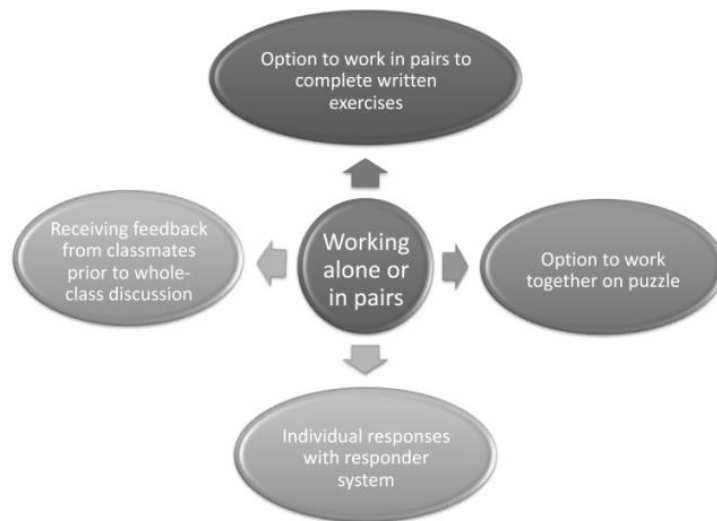 Option to work in pairs to
complete written
exercises
Receiving feedback
from classmates
prior to whole-
class discussion
Working
alone or
in pairs
Option to work
together on puzzle
Individual responses
with responder
system